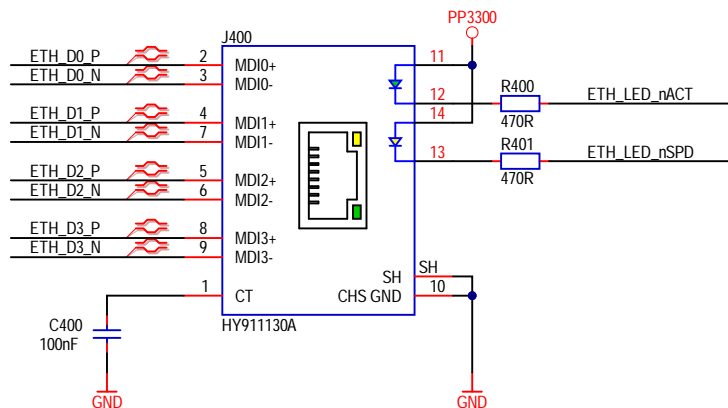 PP3300
J400
ETH_D0_P 2 MDI0+
ETH_D0_N 3 MDI0-
11
12 R400 ETH_LED_nACT
470R
14
ETH_D1_P 4 MDI1+
ETH_D1_N 7 MDI1-
13 R401 ETH_LED_nSPD
470R
ETH_D2_P 5 MDI2+
ETH_D2_N 6 MDI2-
ETH_D3_P 8 MDI3+
ETH_D3_N 9 MDI3-
SH SH
1 CT
CHS GND 10
C400
100nF
HY911130A
GND
GND